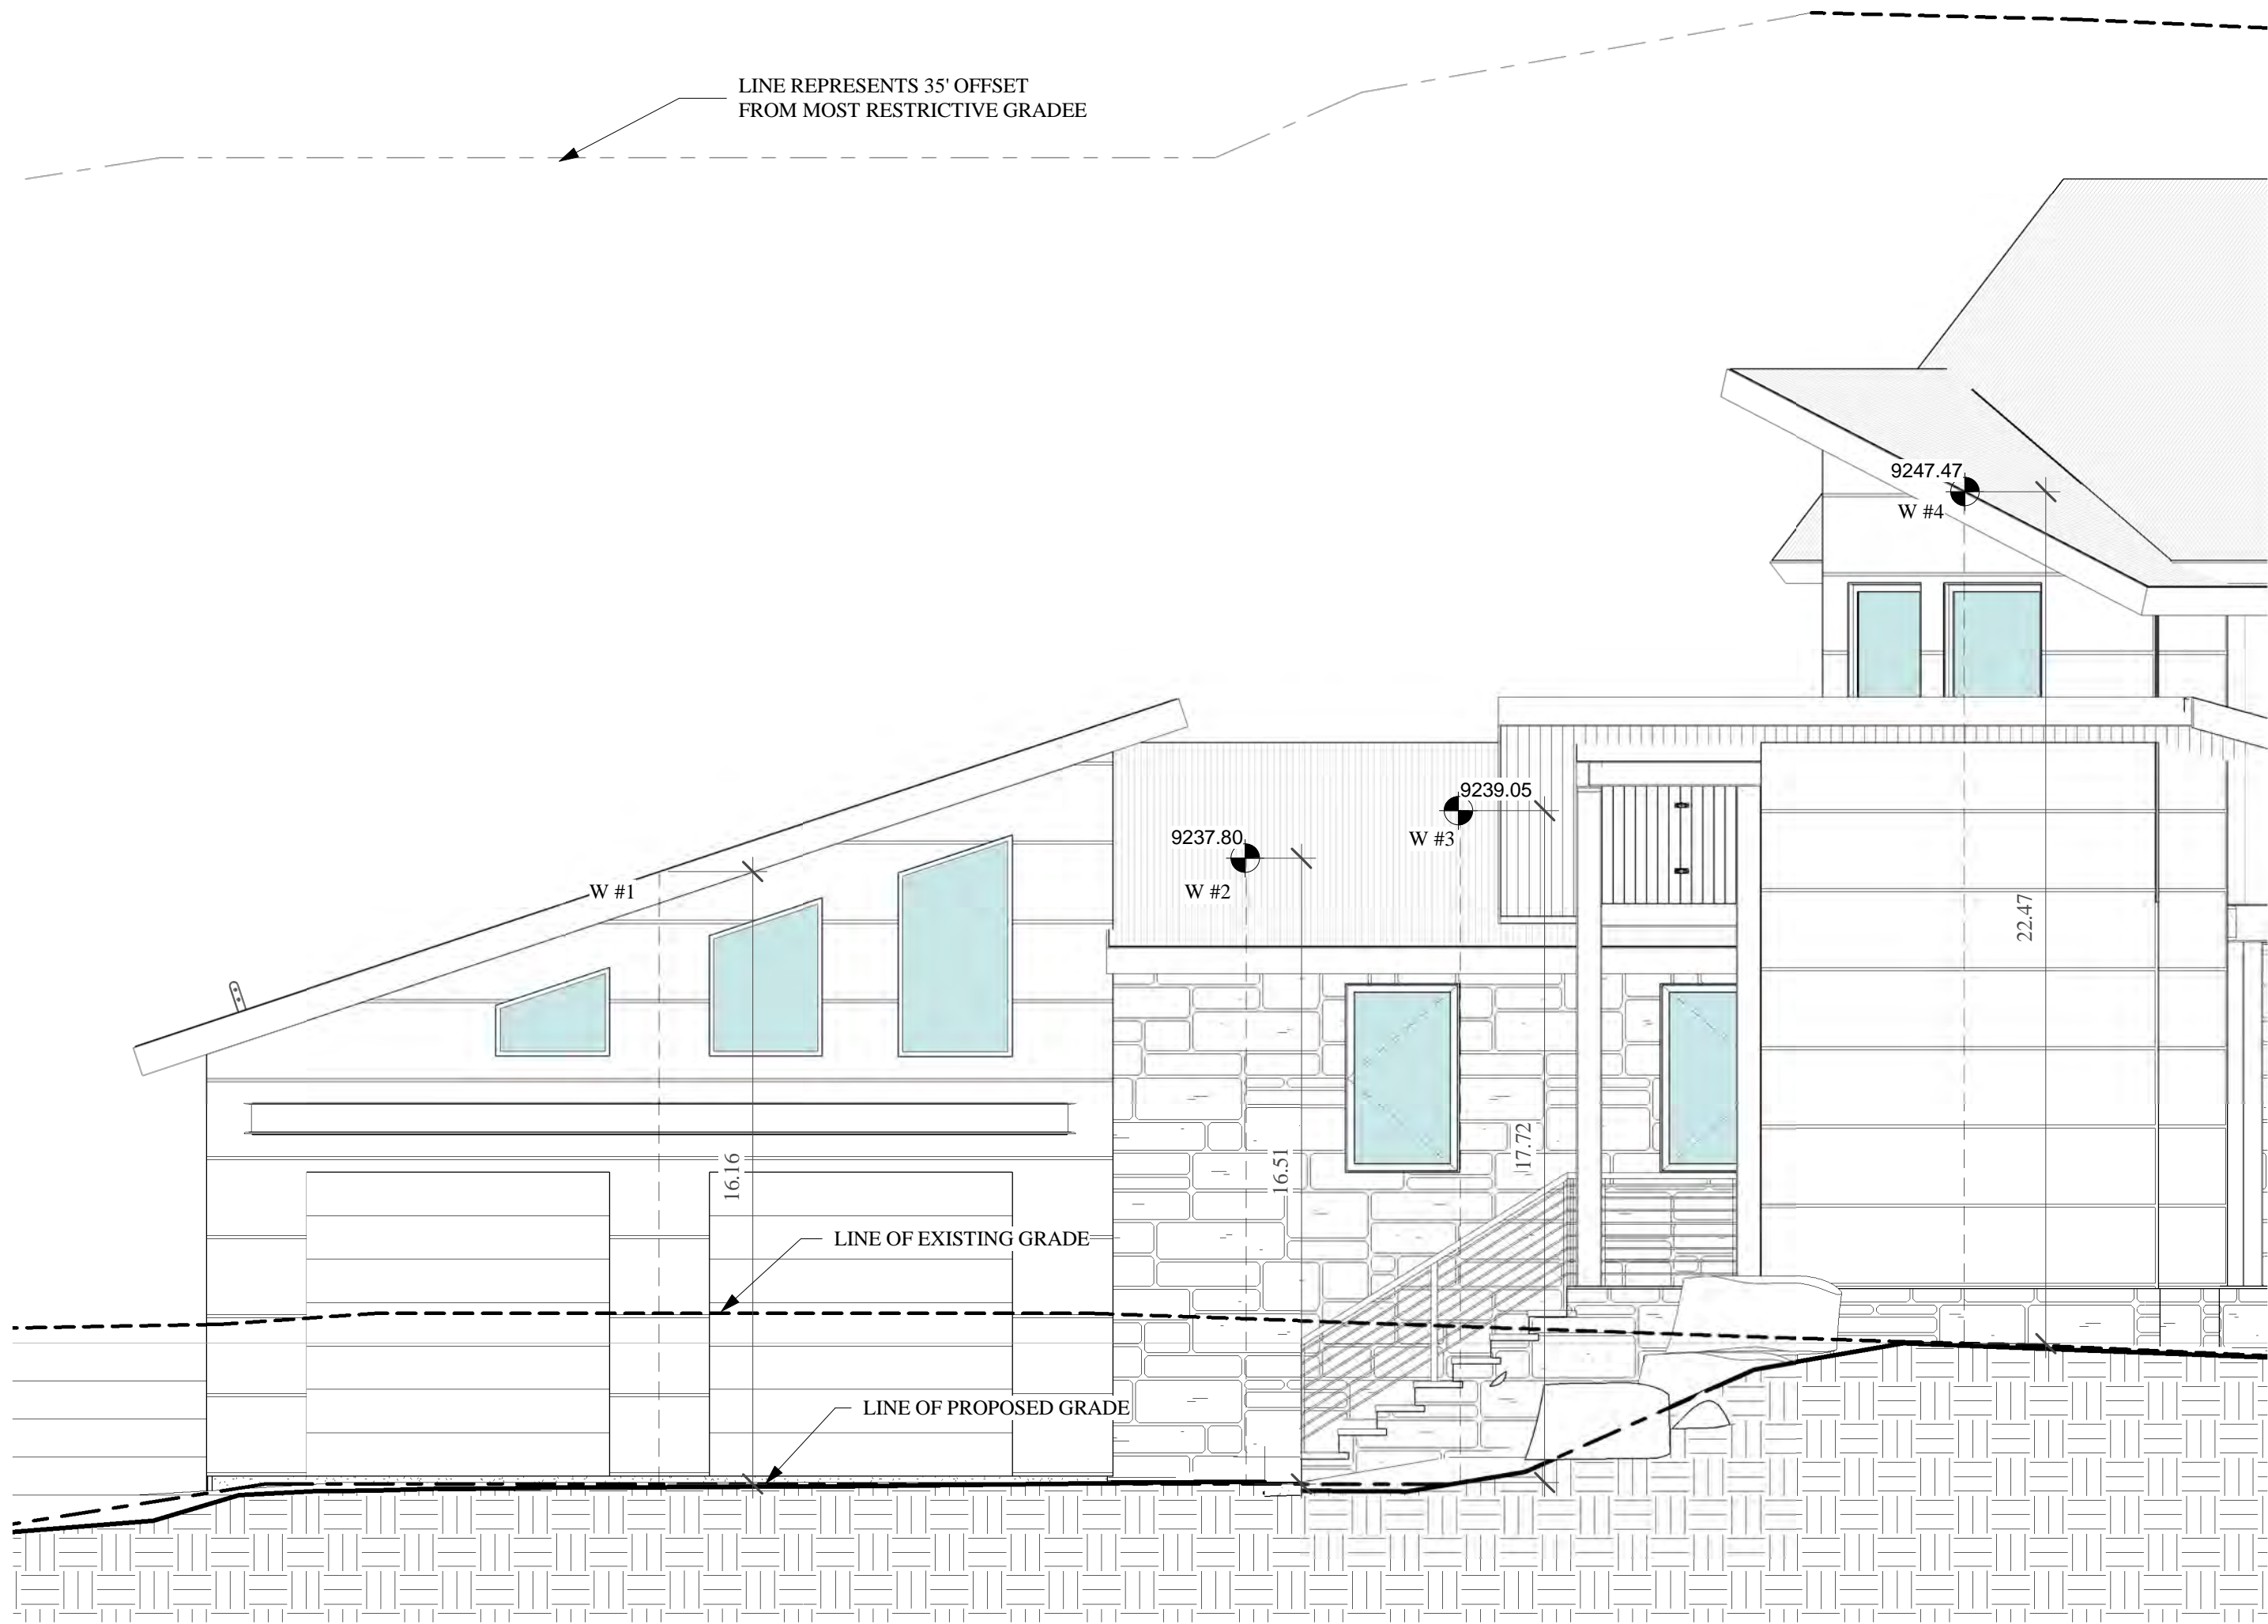 LINE REPRESENTS 35' OFFSET
FROM MOST RESTRICTIVE GRADEE
9247.47
W #4
9239.05
W #3
9237.80
W #2
W #1
22.47
17.72
16.51
16.16
LINE OF EXISTING GRADE
LINE OF PROPOSED GRADE